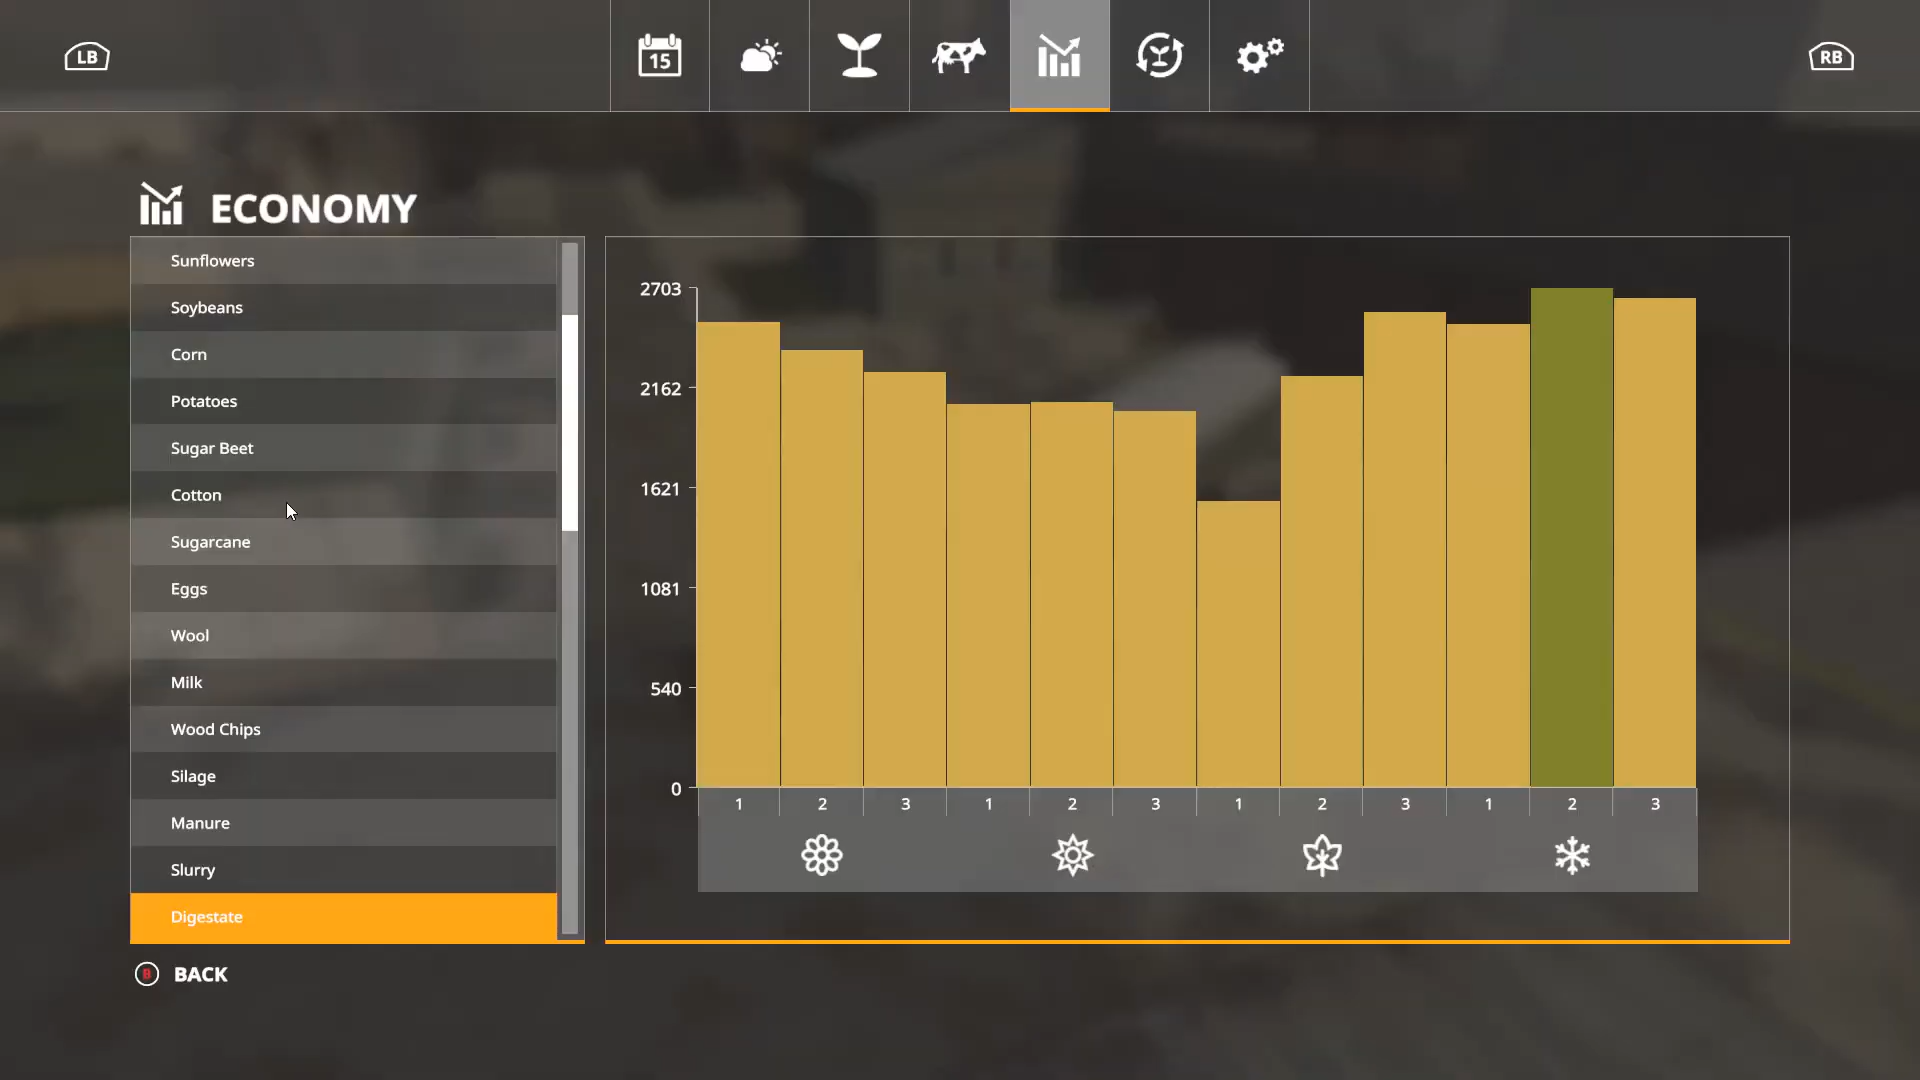 LB
15
RB
ECONOMY
Sunflowers
Soybeans
Corn
Potatoes
Sugar Beet
Cotton
Sugarcane
Eggs
Wool
Milk
Wood Chips
Silage
Manure
Slurry
Digestate
2703
2162
1621
1081
540
0
1 2 3 1 2 3 1 2 3 1 2 3
B BACK